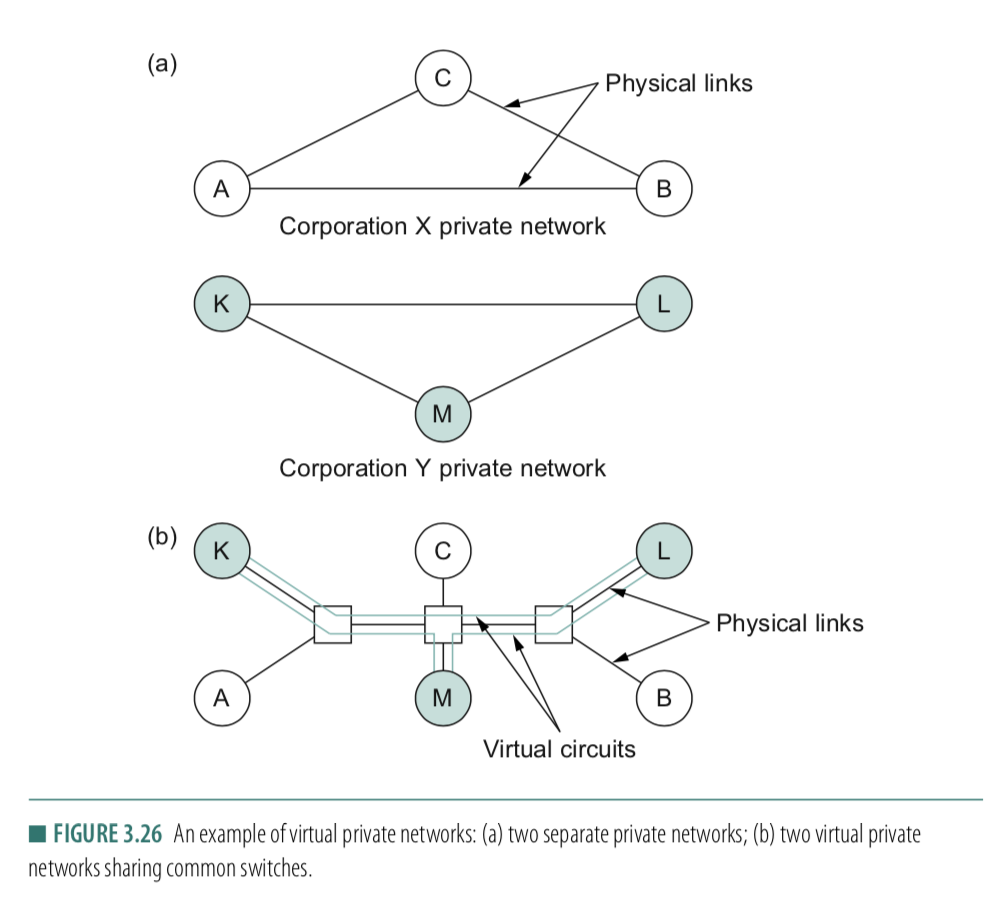 (a)
C
Physical links
A
B
Corporation X private network
K
L
M
Corporation Y private network
(b)
K
C
L
Physical links
A
M
B
Virtual circuits
■ FIGURE 3.26 An example of virtual private networks: (a) two separate private networks; (b) two virtual private
networks sharing common switches.